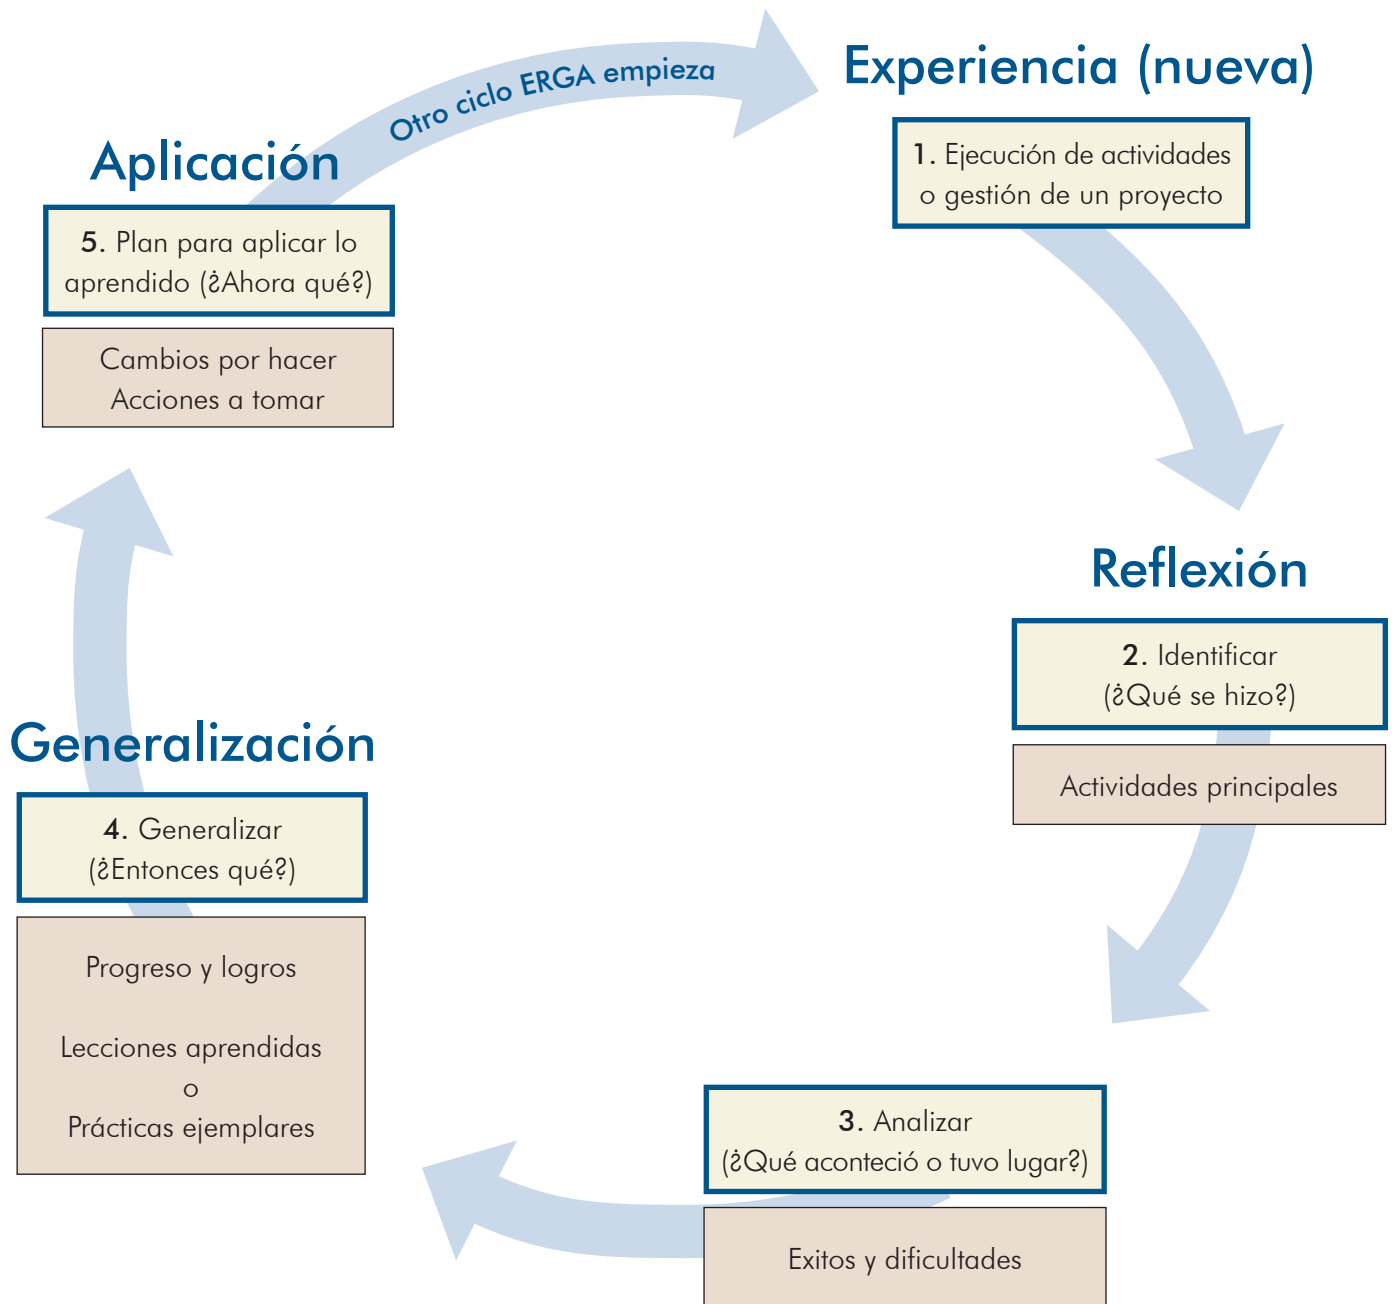 Otro ciclo ERGA empieza
Experiencia (nueva)
1. Ejecución de actividades
o gestión de un proyecto
Reflexión
2. Identificar
(¿Qué se hizo?)
Actividades principales
3. Analizar
(¿Qué aconteció o tuvo lugar?)
Exitos y dificultades
Generalización
4. Generalizar
(¿Entonces qué?)
Progreso y logros
Lecciones aprendidas
o
Prácticas ejemplares
Aplicación
5. Plan para aplicar lo
aprendido (¿Ahora qué?)
Cambios por hacer
Acciones a tomar